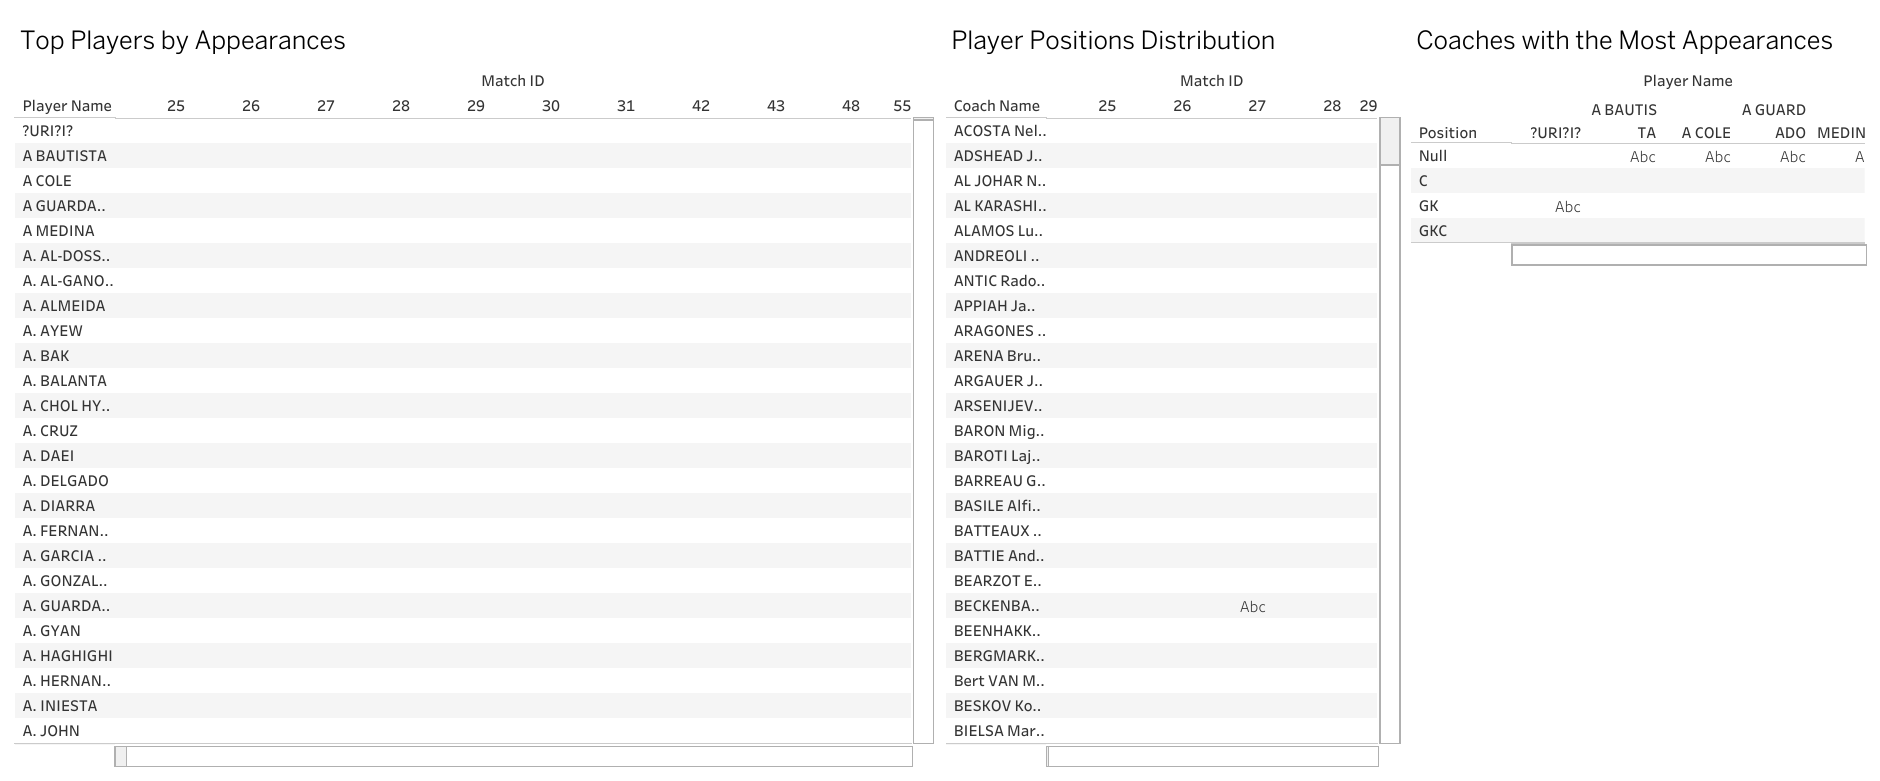 Top Players by Appearances
Match ID
Player Name 25 26 27 28 29 30 31 42 43 48 55
?URI?I?
A BAUTISTA
A COLE
A GUARDA..
A MEDINA
A. AL-DOSS..
A. AL-GANO..
A. ALMEIDA
A. AYEW
A. BAK
A. BALANTA
A. CHOL HY..
A. CRUZ
A. DAEI
A. DELGADO
A. DIARRA
A. FERNAN..
A. GARCIA ..
A. GONZAL..
A. GUARDA..
A. GYAN
A. HAGHIGHI
A. HERNAN..
A. INIESTA
A. JOHN
Player Positions Distribution
Match ID
Coach Name 25 26 27 28 29
ACOSTA Nel..
ADSHEAD J..
AL JOHAR N..
AL KARASHI..
ALAMOS Lu..
ANDREOLI ..
ANTIC Rado..
APPIAH Ja..
ARAGONES ..
ARENA Bru..
ARGAUER J..
ARSENIJEV..
BARON Mig..
BAROTI Laj..
BARREAU G..
BASILE Alfi..
BATTEAUX ..
BATTIE And..
BEARZOT E..
BECKENBA.. Abc
BEENHAKK..
BERGMARK..
Bert VAN M..
BESKOV Ko..
BIELSA Mar..
Coaches with the Most Appearances
Player Name
A BAUTIS A GUARD
Position ?URI?I? TA A COLE ADO MEDIN
Null Abc Abc Abc A
C
GK Abc
GKC